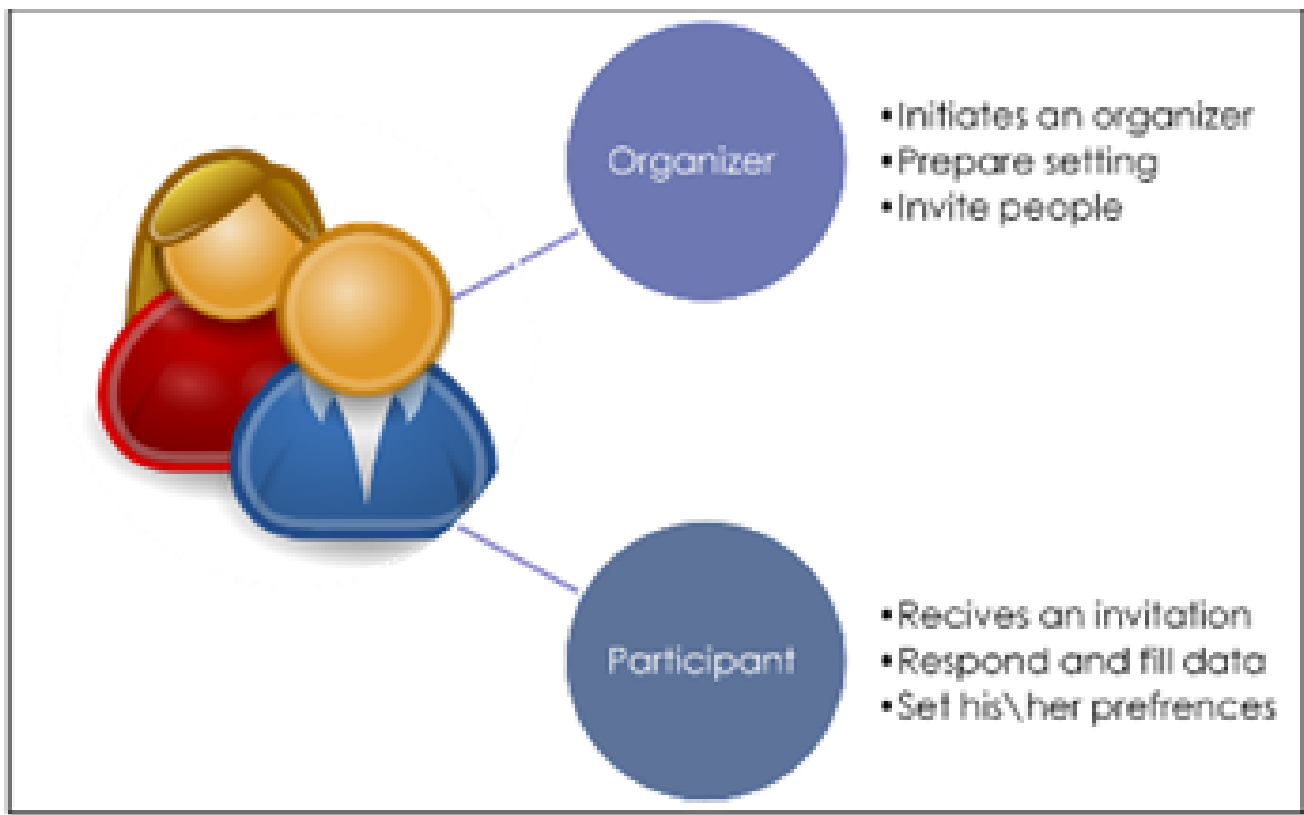 Organizer
•Initiates an organizer
•Prepare setting
•Invite people
Participant
•Recives an invitation
•Respond and fill data
•Set his\her prefrences